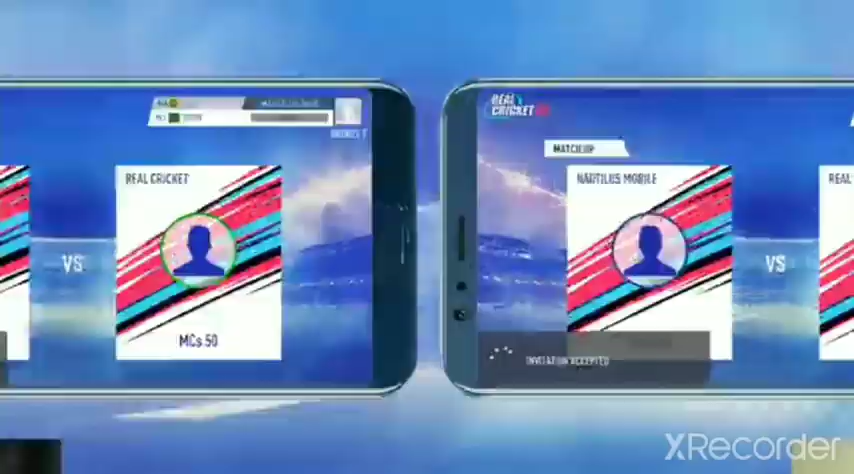 REAL CRICKET
VS
MCs 50
REAL
CRICKET
MATCHUP
NAUTILUS MOBILE
VS
REAL
INVITATION ACCEPTED
XRecorder